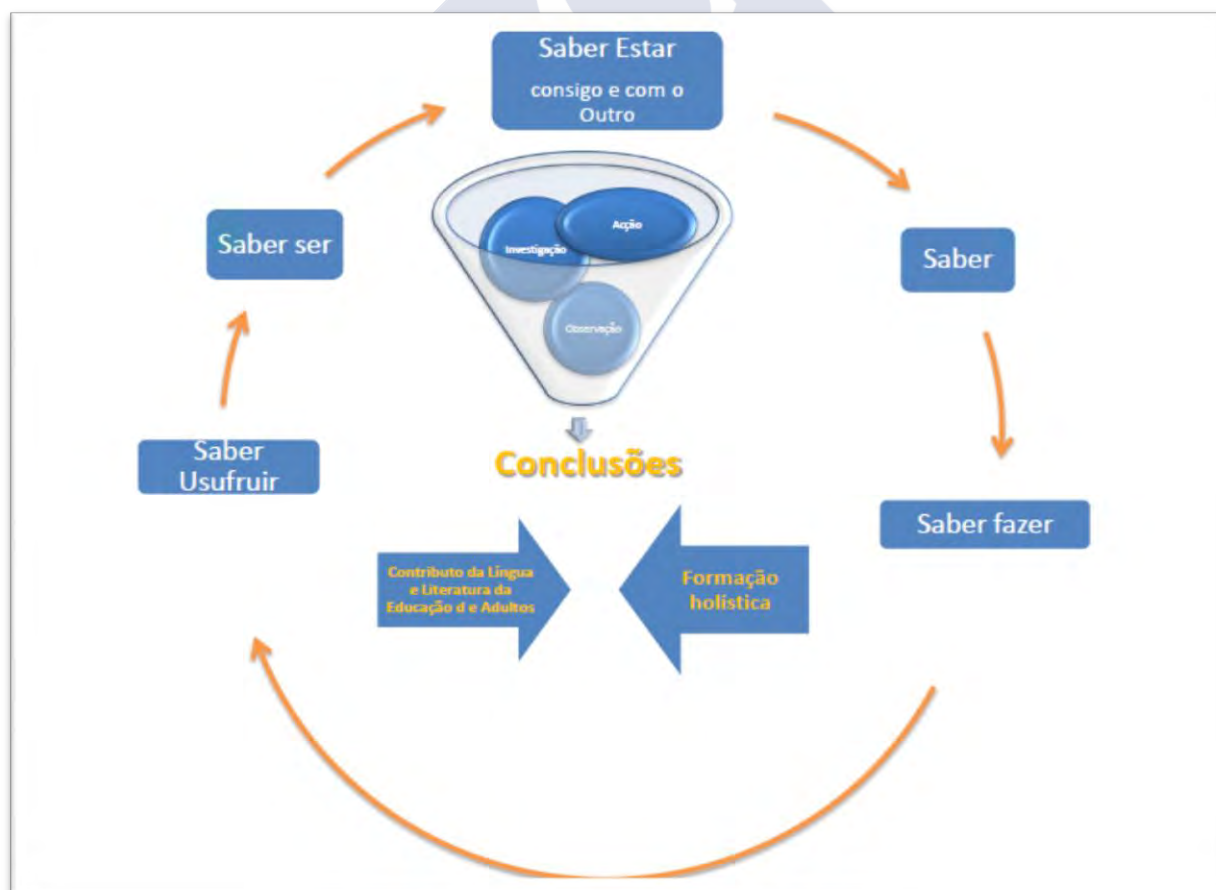 Saber Estar
consigo e com o
Outro
Saber ser
Acção
Investigação
Saber
Observação
Saber
Usufruir
Conclusões
Saber fazer
Contributo da Língua
e Literatura da
Educação d e Adultos
Formação
holística